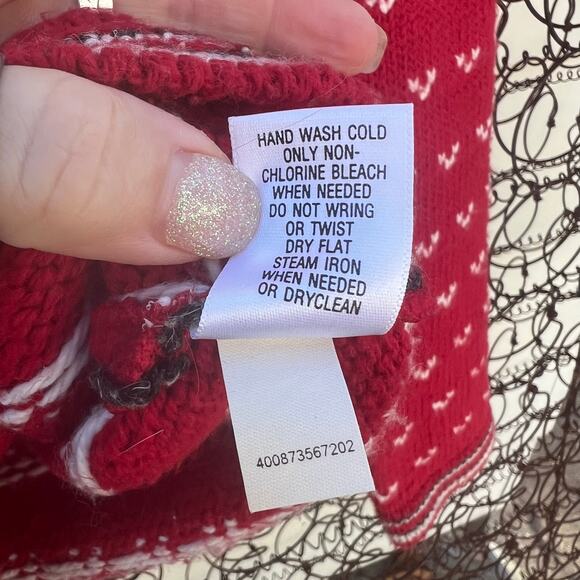 HAND WASH COLD
ONLY NON-
CHLORINE BLEACH
WHEN NEEDED
DO NOT WRING
OR TWIST
DRY FLAT
STEAM IRON
WHEN NEEDED
OR DRYCLEAN
400873567202